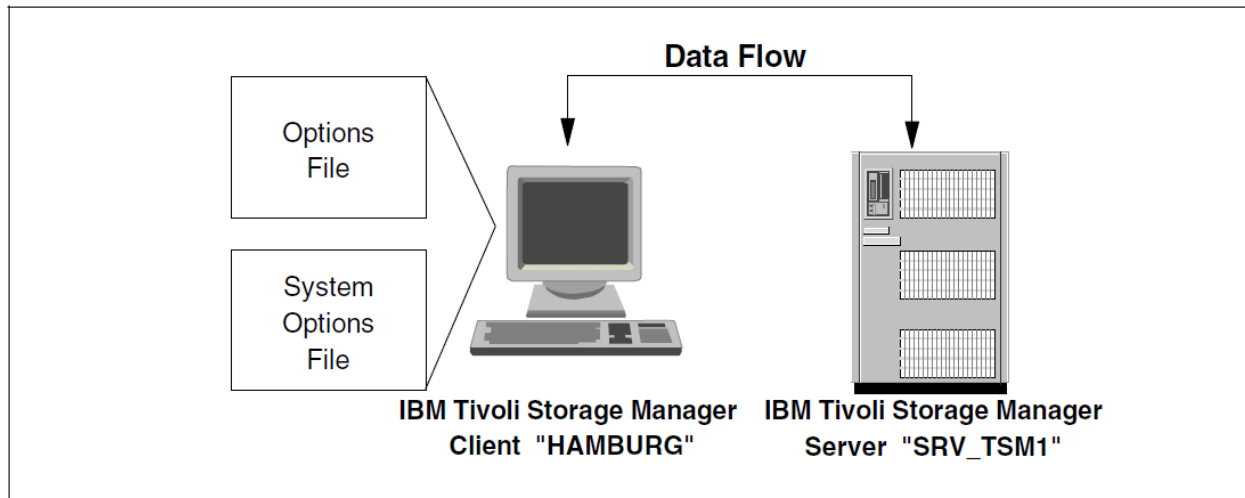 Data Flow
Options
File
System
Options
File
IBM Tivoli Storage Manager
Client "HAMBURG"
IBM Tivoli Storage Manager
Server "SRV_TSM1"